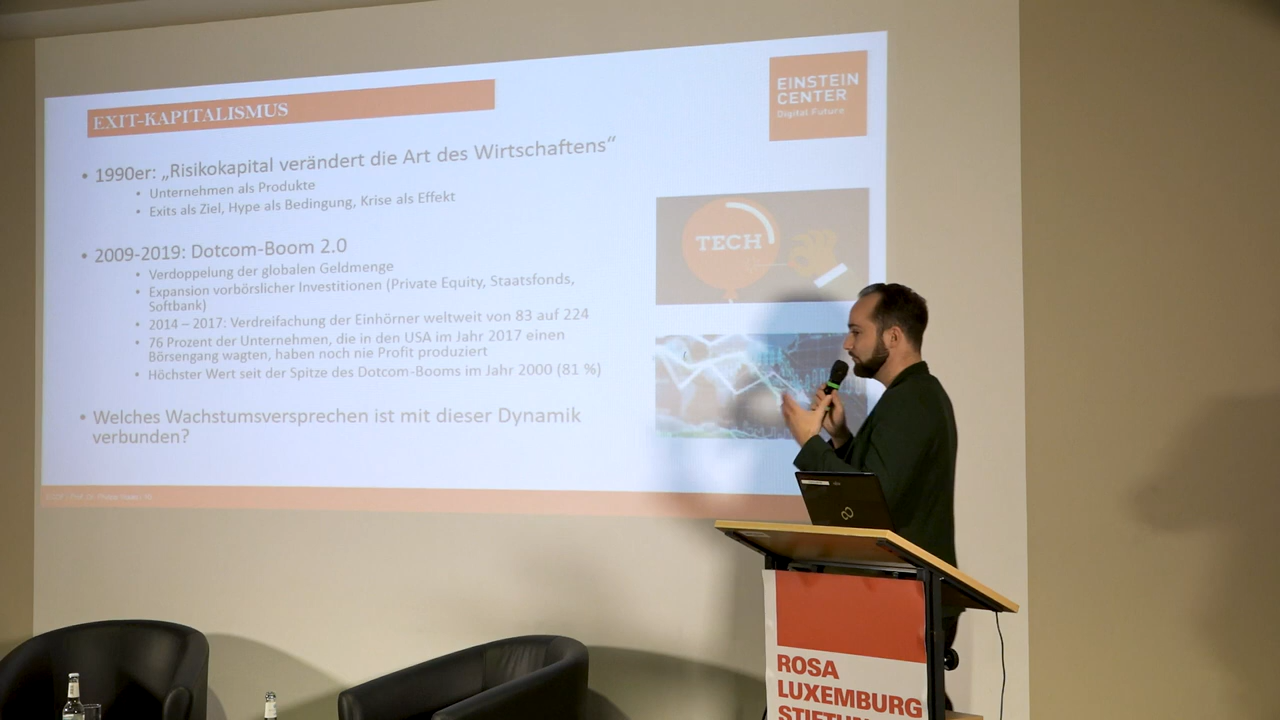 EXIT-KAPITALISMUS
EINSTEIN
CENTER
Digital Future
• 1990er: „Risikokapital verändert die Art des Wirtschaftens“
• Unternehmen als Produkte
• Exits als Ziel, Hype als Bedingung, Krise als Effekt
• 2009-2019: Dotcom-Boom 2.0
• Verdoppelung der globalen Geldmenge
• Expansion vorbörslicher Investitionen (Private Equity, Staatsfonds,
Softbank)
• 2014 – 2017: Verdreifachung der Einhörner weltweit von 83 auf 224
• 76 Prozent der Unternehmen, die in den USA im Jahr 2017 einen
Börsengang wagten, haben noch nie Profit produziert
• Höchster Wert seit der Spitze des Dotcom-Booms im Jahr 2000 (81 %)
• Welches Wachstumsversprechen ist mit dieser Dynamik
verbunden?
TECH
ROSA
LUXEMBURG
STIFTUNG